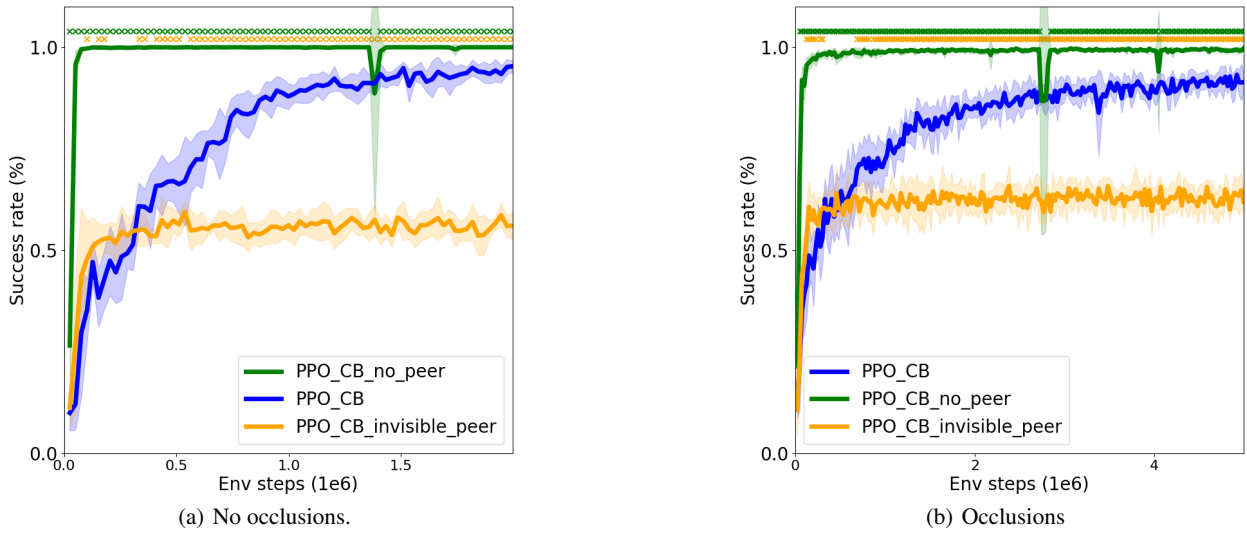 1.0
0.5
0.0
Success rate (%)
PPO_CB_no_peer
PPO_CB
PPO_CB_invisible_peer
0.0 0.5 1.0 1.5
Env steps (1e6)
(a) No occlusions.
1.0
0.5
0.0
Success rate (%)
PPO_CB
PPO_CB_no_peer
PPO_CB_invisible_peer
0 2 4
Env steps (1e6)
(b) Occlusions